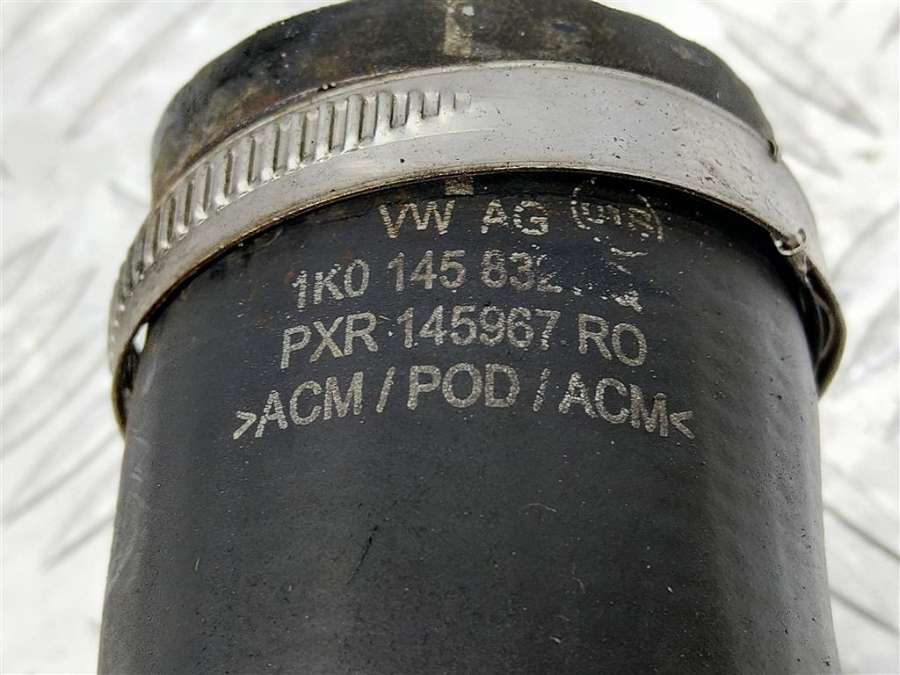 VW AG
1K0 145 832
PXR 145967 RO
>ACM / POD / ACM<